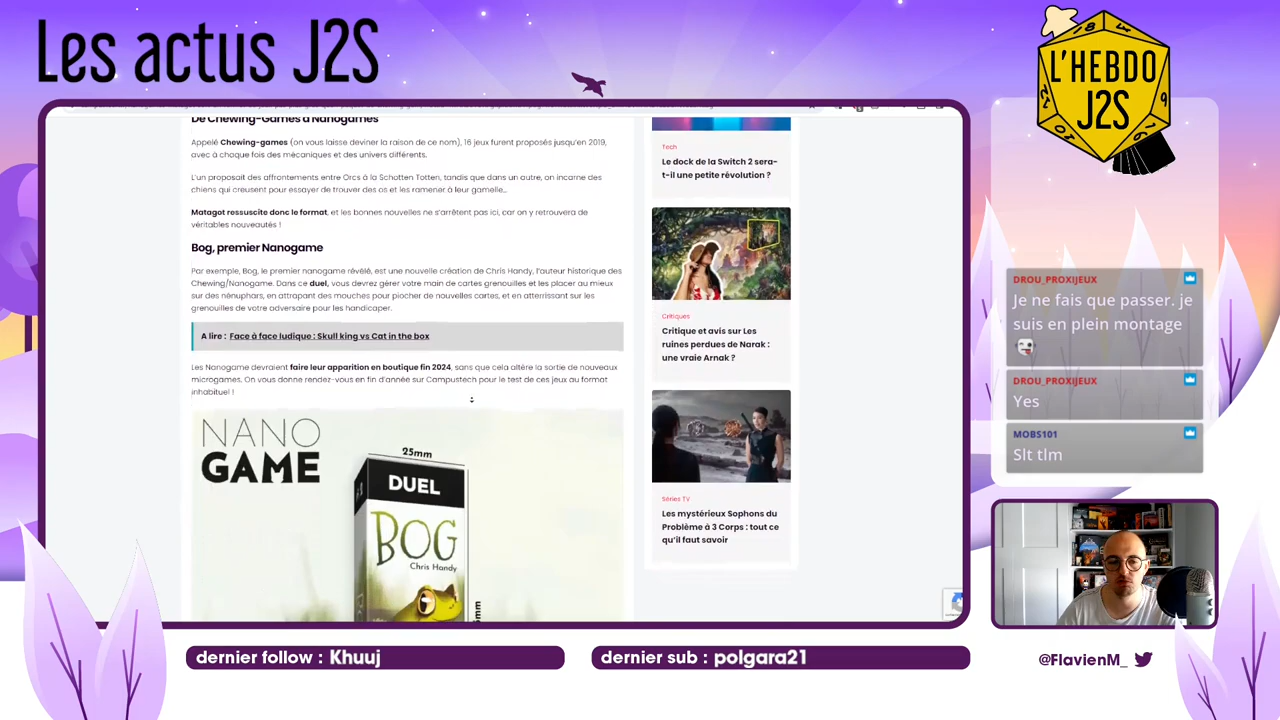 Les actus J2S
L'HEBDO
J2S
De Chewing-Games à Nanogames
Appelé Chewing-games (on vous laisse deviner la raison de ce nom), 16 jeux furent proposés jusqu'en 2019,
avec à chaque fois des mécaniques et des univers différents.
L'un proposait des affrontements entre Orcs à la Schotten Totten, tandis que dans un autre, on incarne des
chiens qui creusent pour essayer de trouver des os et les ramener à leur gamelle...
Matagot ressuscite donc le format, et les bonnes nouvelles ne s'arrêtent pas ici, car on y retrouvera de
véritables nouveautés !
Bog, premier Nanogame
Par exemple, Bog, le premier nanogame révélé, est une nouvelle création de Chris Handy, l'auteur historique des
Chewing/Nanogame. Dans ce duel, vous devrez gérer votre main de cartes grenouilles et les placer au mieux
sur des nénuphars, en attrapant des mouches pour piocher de nouvelles cartes, et en atterrissant sur les
grenouilles de votre adversaire pour les handicaper.
A lire : Face à face ludique : Skull king vs Cat in the box
Les Nanogame devraient faire leur apparition en boutique fin 2024, sans que cela altère la sortie de nouveaux
microgames. On vous donne rendez-vous en fin d'année sur Campustech pour le test de ces jeux au format
inhabituel !
NANO
GAME
25mm
DUEL
BOG
Chris Handy
mm
Tech
Le dock de la Switch 2 sera-
t-il une petite révolution ?
Critiques
Critique et avis sur Les
ruines perdues de Narak :
une vraie Arnak ?
Séries TV
Les mystérieux Sophons du
Problème à 3 Corps : tout ce
qu'il faut savoir
DROU_PROXIJEUX
Je ne fais que passer. je
suis en plein montage
DROU_PROXIJEUX
Yes
MOBS101
Slt tlm
dernier follow : Khuuj
dernier sub : polgara21
@FlavienM_